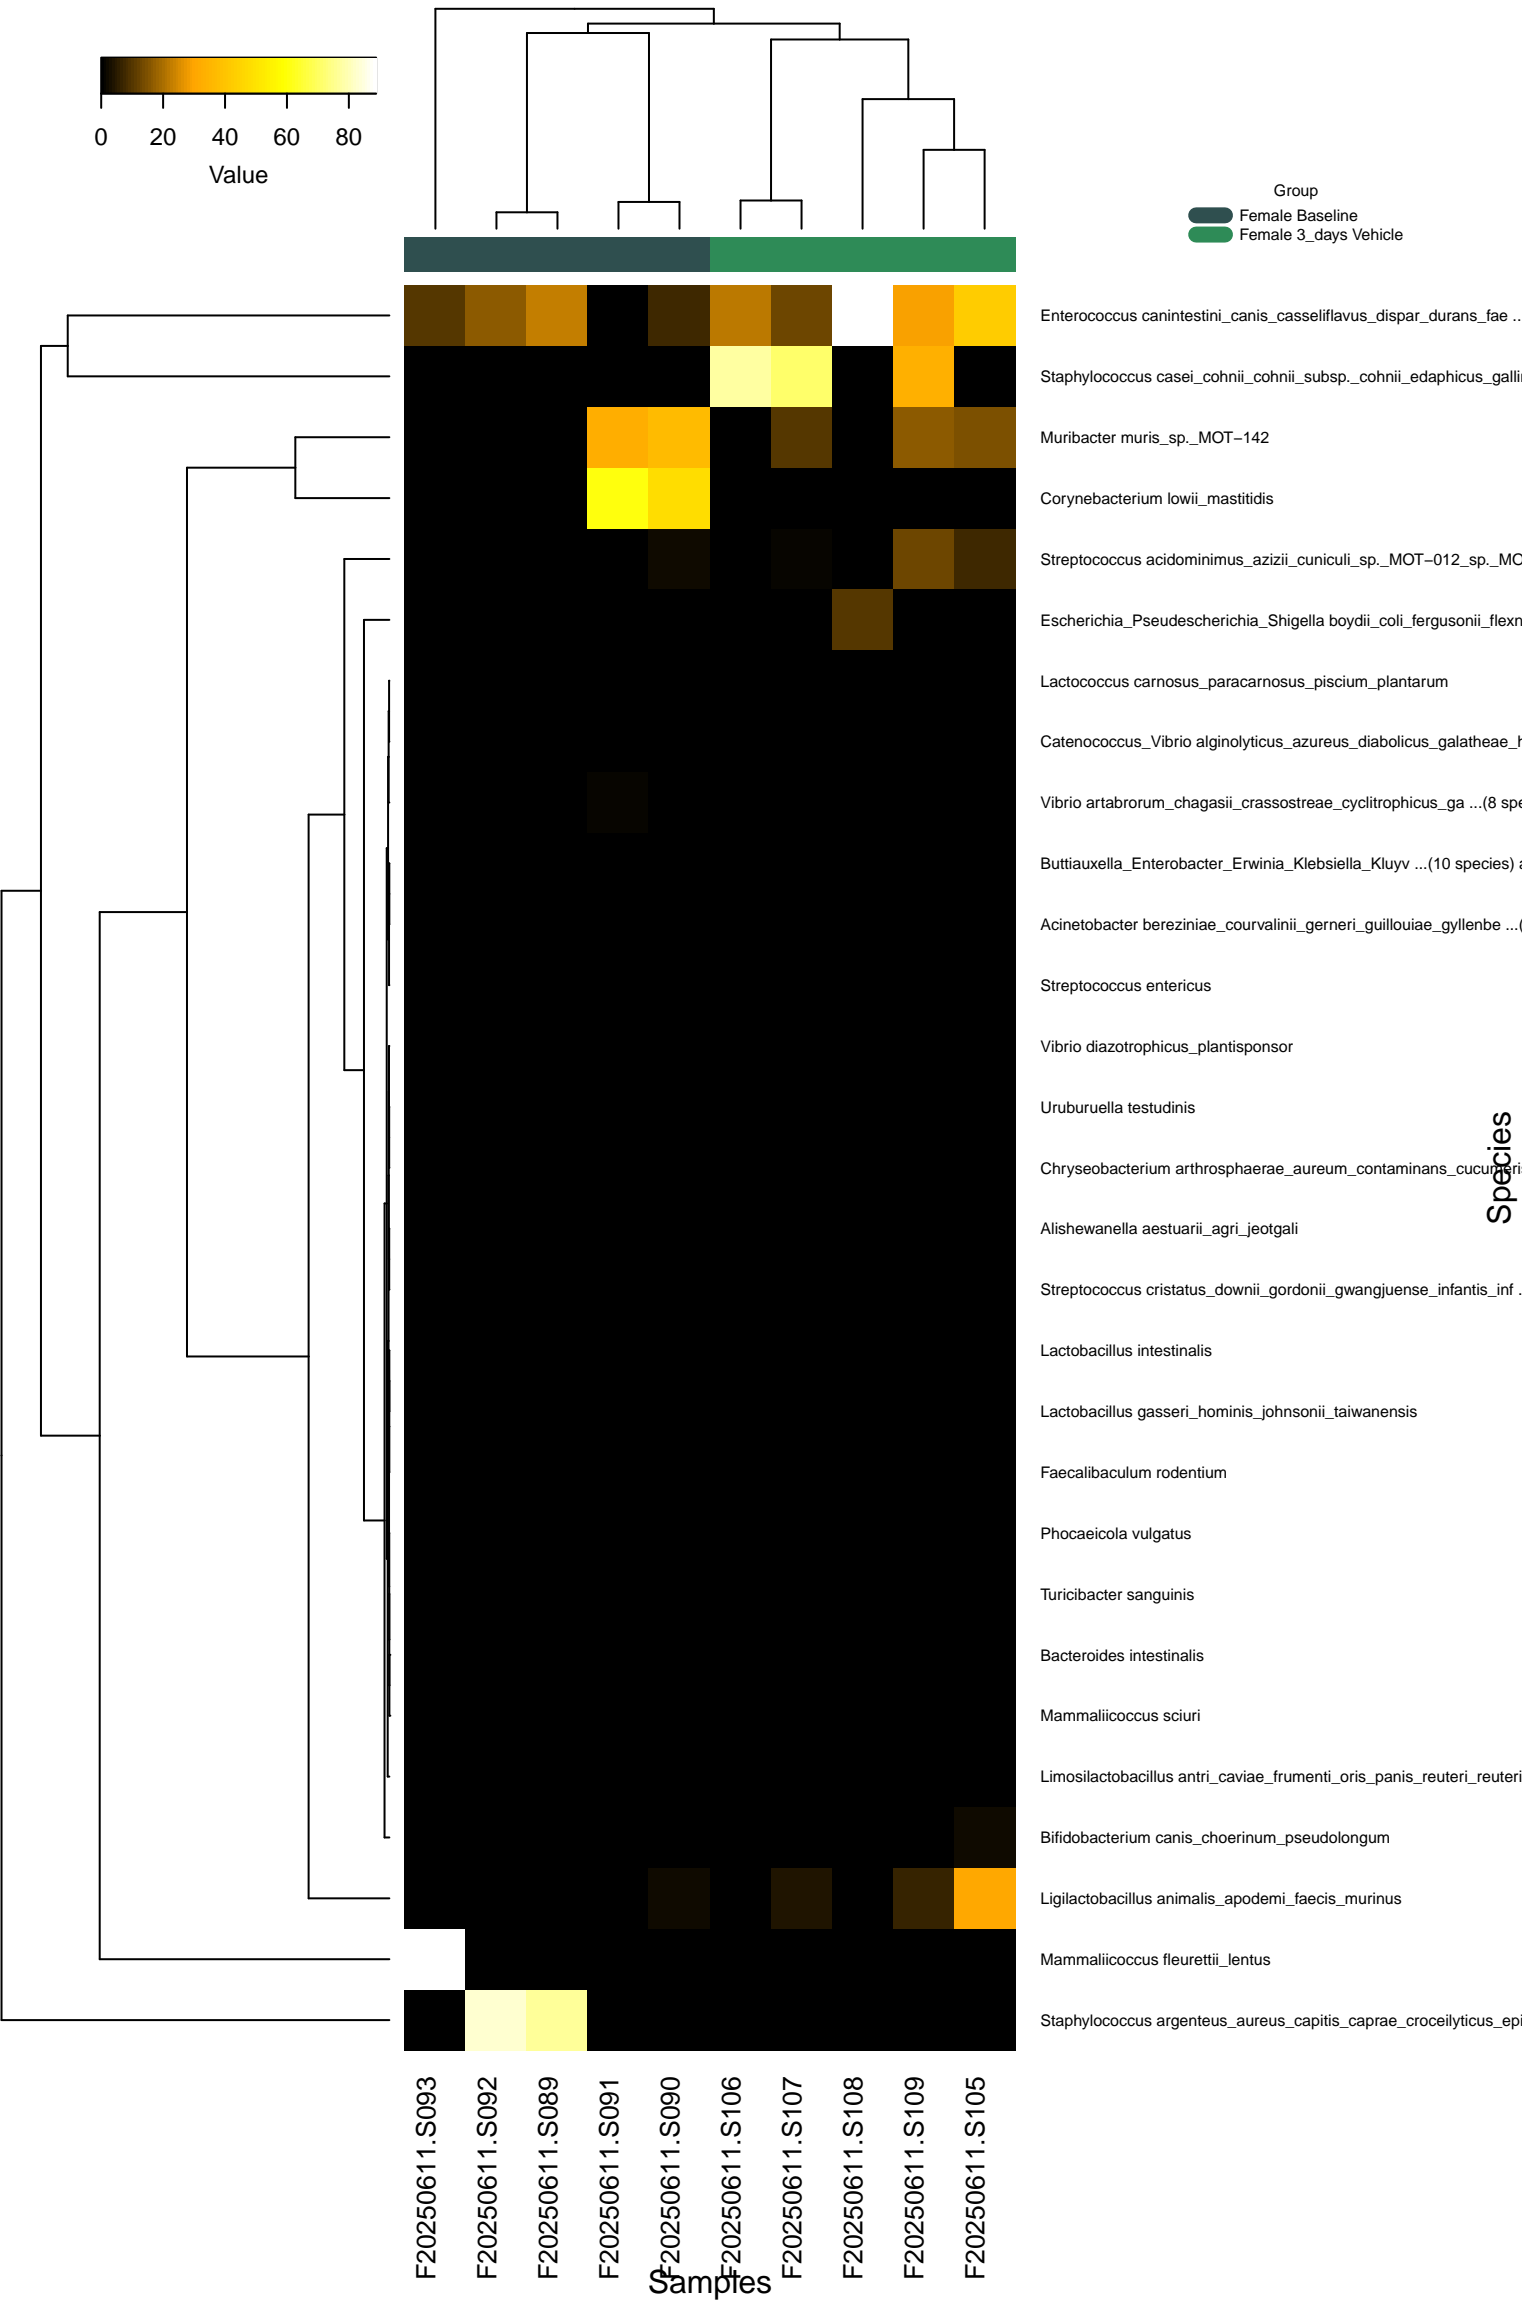 0 20 40 60 80
Value
Group
Female Baseline
Female 3_days Vehicle
Enterococcus canintestini_canis_casseliflavus_dispar_durans_fae ..
Staphylococcus casei_cohnii_cohnii_subsp._cohnii_edaphicus_galli
Muribacter muris_sp._MOT−142
Corynebacterium lowii_mastitidis
Streptococcus acidominimus_azizii_cuniculi_sp._MOT−012_sp._MO
Escherichia_Pseudescherichia_Shigella boydii_coli_fergusonii_flexn
Lactococcus carnosus_paracarnosus_piscium_plantarum
Catenococcus_Vibrio alginolyticus_azureus_diabolicus_galatheae_h
Vibrio artabrorum_chagasii_crassostreae_cyclitrophicus_ga ...(8 spe
Buttiauxella_Enterobacter_Erwinia_Klebsiella_Kluyv ...(10 species) a
Acinetobacter bereziniae_courvalinii_gerneri_guillouiae_gyllenbe ...(
Streptococcus entericus
Vibrio diazotrophicus_plantisponsor
Uruburuella testudinis
Chryseobacterium arthrosphaerae_aureum_contaminans_cucumeris
Alishewanella aestuarii_agri_jeotgali
Streptococcus cristatus_downii_gordonii_gwangjuense_infantis_inf .
Lactobacillus intestinalis
Lactobacillus gasseri_hominis_johnsonii_taiwanensis
Faecalibaculum rodentium
Phocaeicola vulgatus
Turicibacter sanguinis
Bacteroides intestinalis
Mammaliicoccus sciuri
Limosilactobacillus antri_caviae_frumenti_oris_panis_reuteri_reuteri
Bifidobacterium canis_choerinum_pseudolongum
Ligilactobacillus animalis_apodemi_faecis_murinus
Mammaliicoccus fleurettii_lentus
Staphylococcus argenteus_aureus_capitis_caprae_croceilyticus_epi
Species
F20250611.S093
F20250611.S092
F20250611.S089
F20250611.S091
F20250611.S090
F20250611.S106
F20250611.S107
F20250611.S108
F20250611.S109
F20250611.S105
Samples